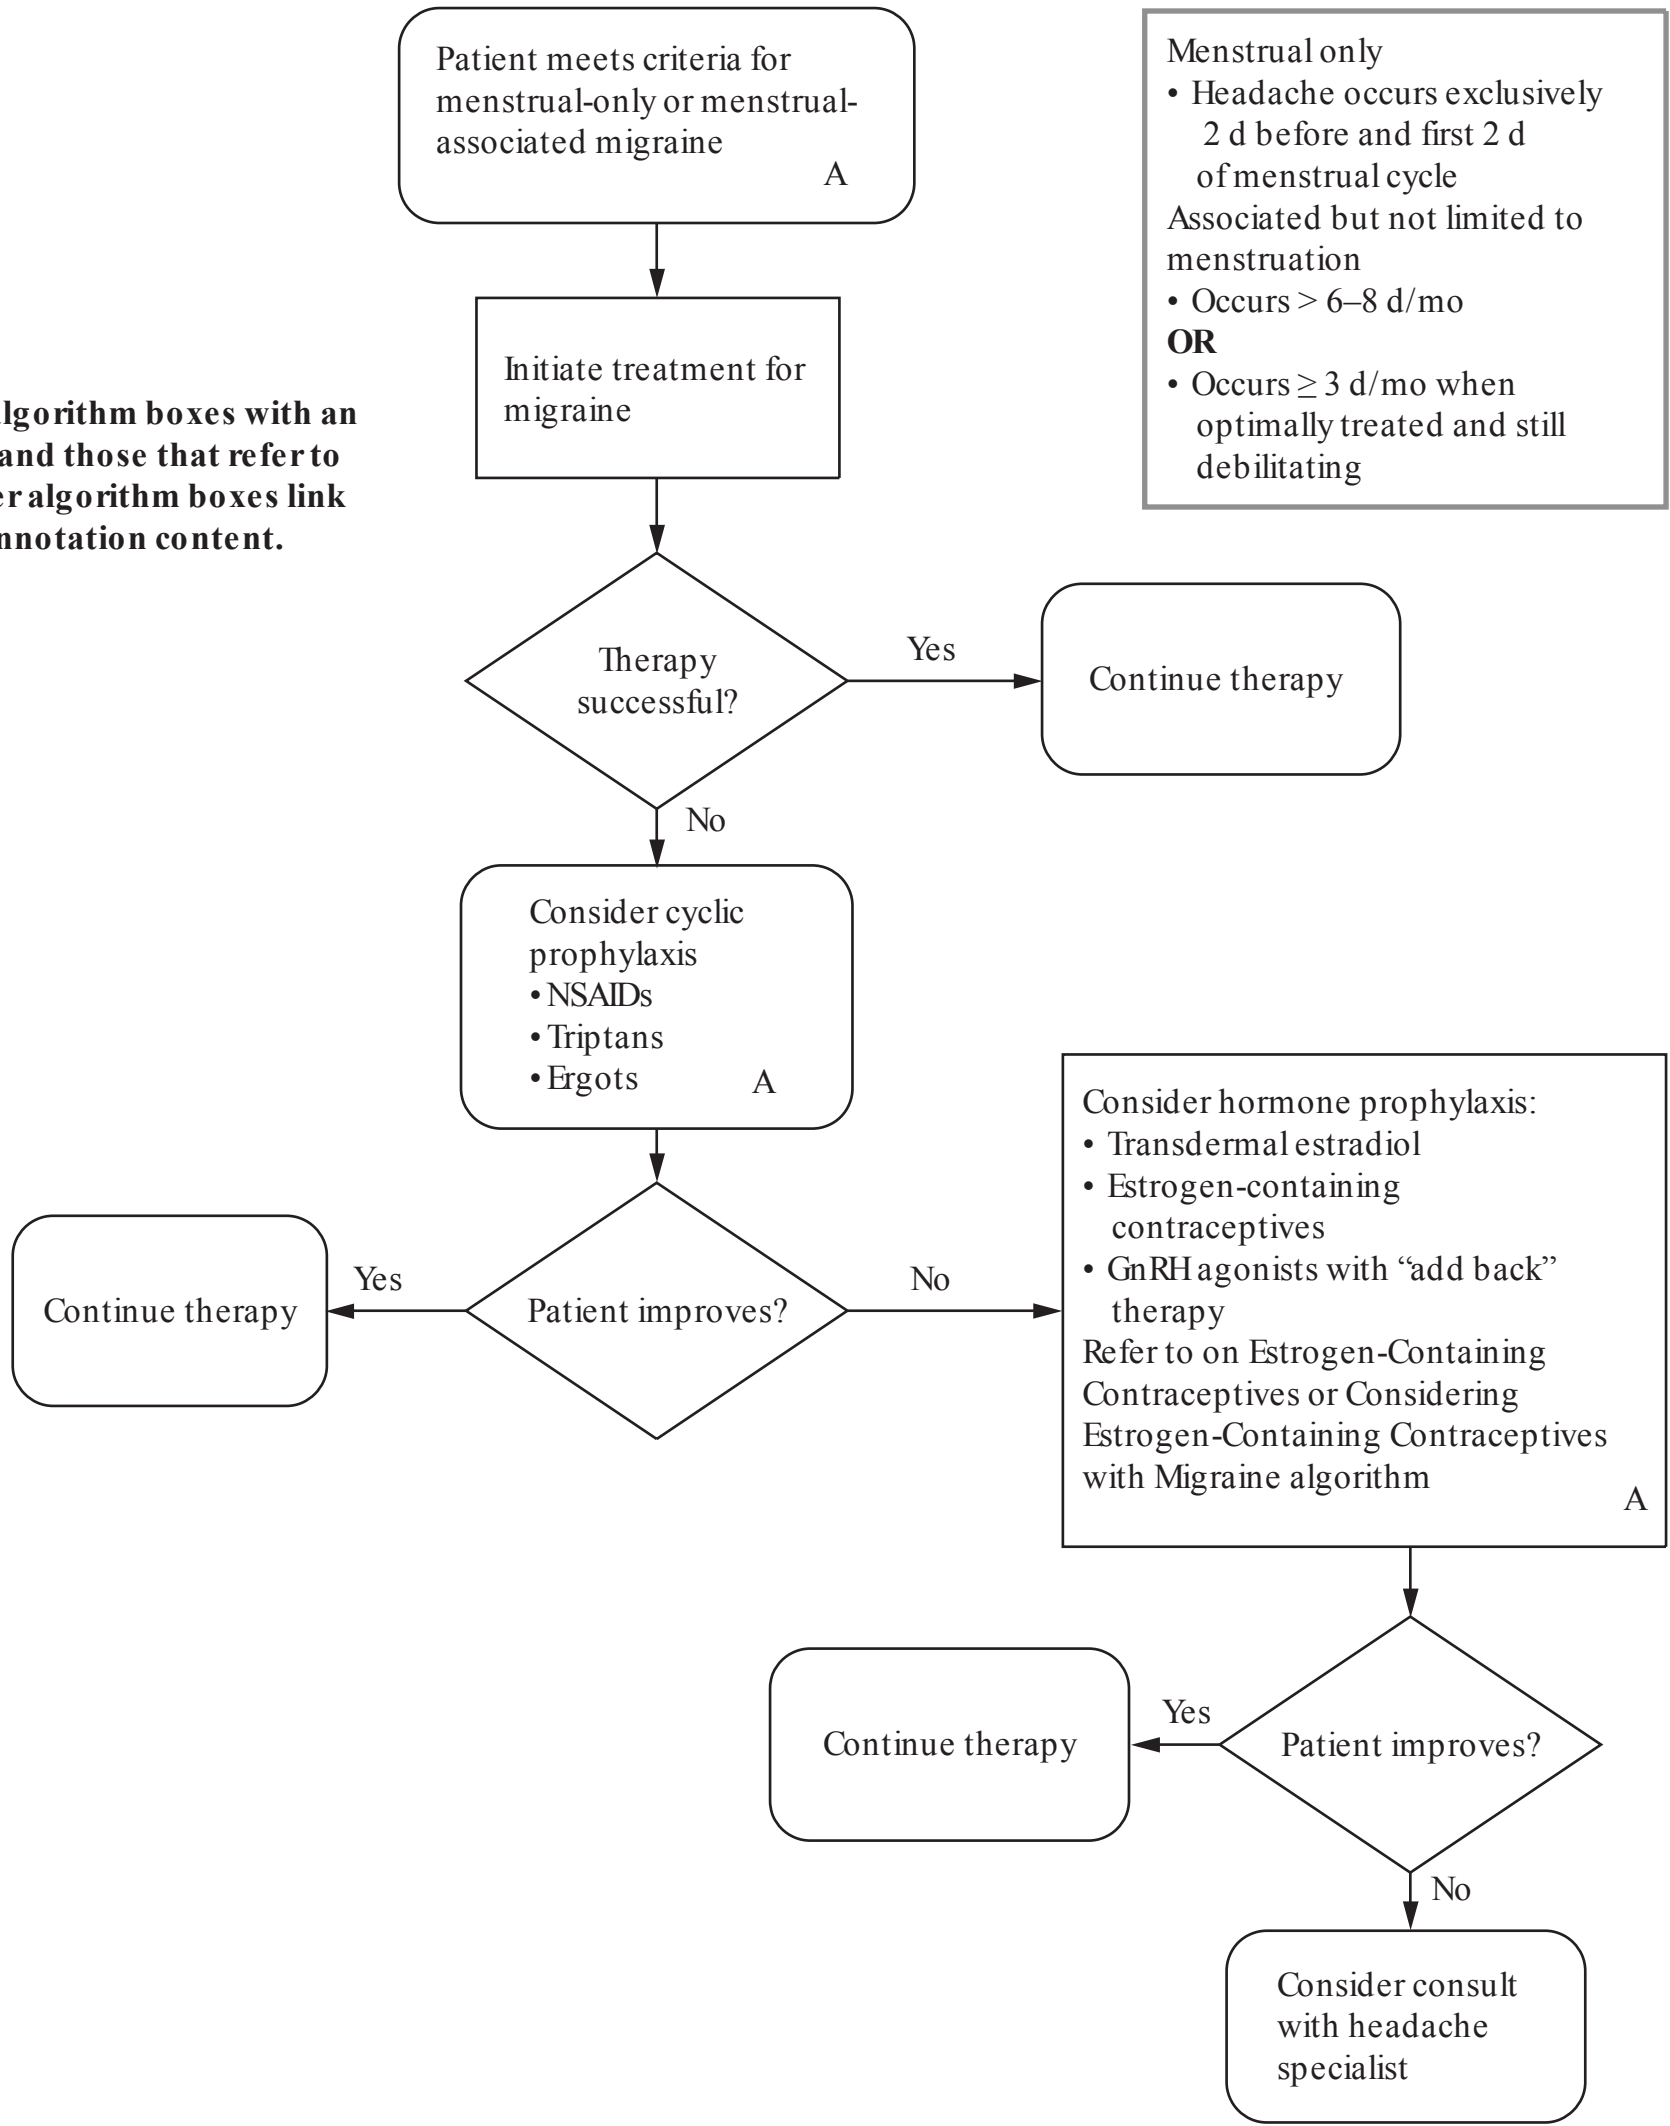 Patient meets criteria for
menstrual-only or menstrual-
associated migraine
A
Menstrual only
• Headache occurs exclusively
2 d before and first 2 d
of menstrual cycle
Associated but not limited to
menstruation
• Occurs > 6–8 d/mo
OR
• Occurs ≥ 3 d/mo when
optimally treated and still
debilitating
Initiate treatment for
migraine
boxes with an
and those that refer to
algorithm boxes link
content.
Therapy
successful?
Yes
Continue therapy
No
Consider cyclic
prophylaxis
• NSAIDs
• Triptans
• Ergots
A
Patient improves?
Yes
Continue therapy
No
Consider hormone prophylaxis:
• Transdermal estradiol
• Estrogen-containing
contraceptives
• GnRH agonists with “add back”
therapy
Refer to on Estrogen-Containing
Contraceptives or Considering
Estrogen-Containing Contraceptives
with Migraine algorithm
A
Patient improves?
Yes
Continue therapy
No
Consider consult
with headache
specialist